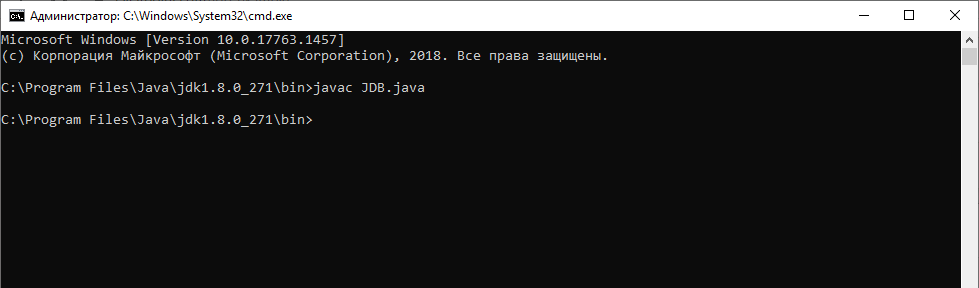 Администратор: C:\Windows\System32\cmd.exe
Microsoft Windows [Version 10.0.17763.1457]
(c) Корпорация Майкрософт (Microsoft Corporation), 2018. Все права защищены.
C:\Program Files\Java\jdk1.8.0_271\bin>javac JDB.java
C:\Program Files\Java\jdk1.8.0_271\bin>